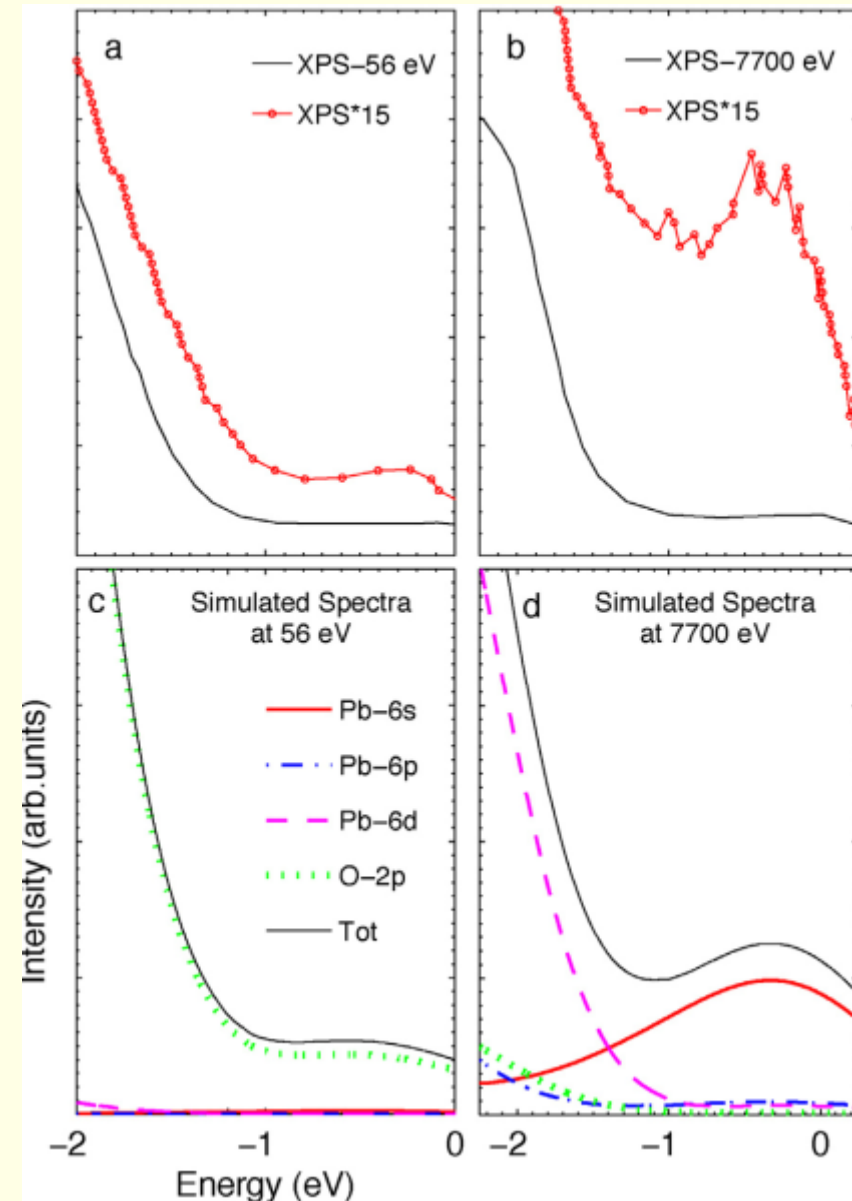 a
XPS−56 eV
XPS*15
b
XPS−7700 eV
XPS*15
c
Simulated Spectra
at 56 eV
Pb−6s
Pb−6p
Pb−6d
O−2p
Tot
d
Simulated Spectra
at 7700 eV
Intensity (arb.units)
−2 −1 0
−2 −1 0
Energy (eV)